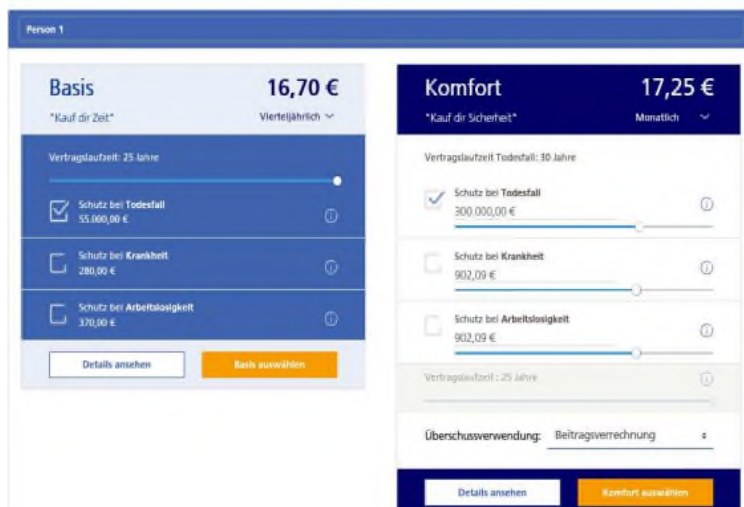 Person 1
Basis
16,70 €
"Kauf dir Zeit"
Vierteljährlich
Vertragslaufzeit: 25 Jahre
Schutz bei Todesfall
55.000,00 €
Schutz bei Krankheit
280,00 €
Schutz bei Arbeitslosigkeit
370,00 €
Details ansehen
Basis auswählen
Komfort
17,25 €
"Kauf dir Sicherheit"
Monatlich
Vertragslaufzeit Todesfall: 30 Jahre
Schutz bei Todesfall
300.000,00 €
Schutz bei Krankheit
902,09 €
Schutz bei Arbeitslosigkeit
902,09 €
Vertragslaufzeit : 25 Jahre
Überschussverwendung: Beitragsverrechnung
Details ansehen
Komfort auswählen